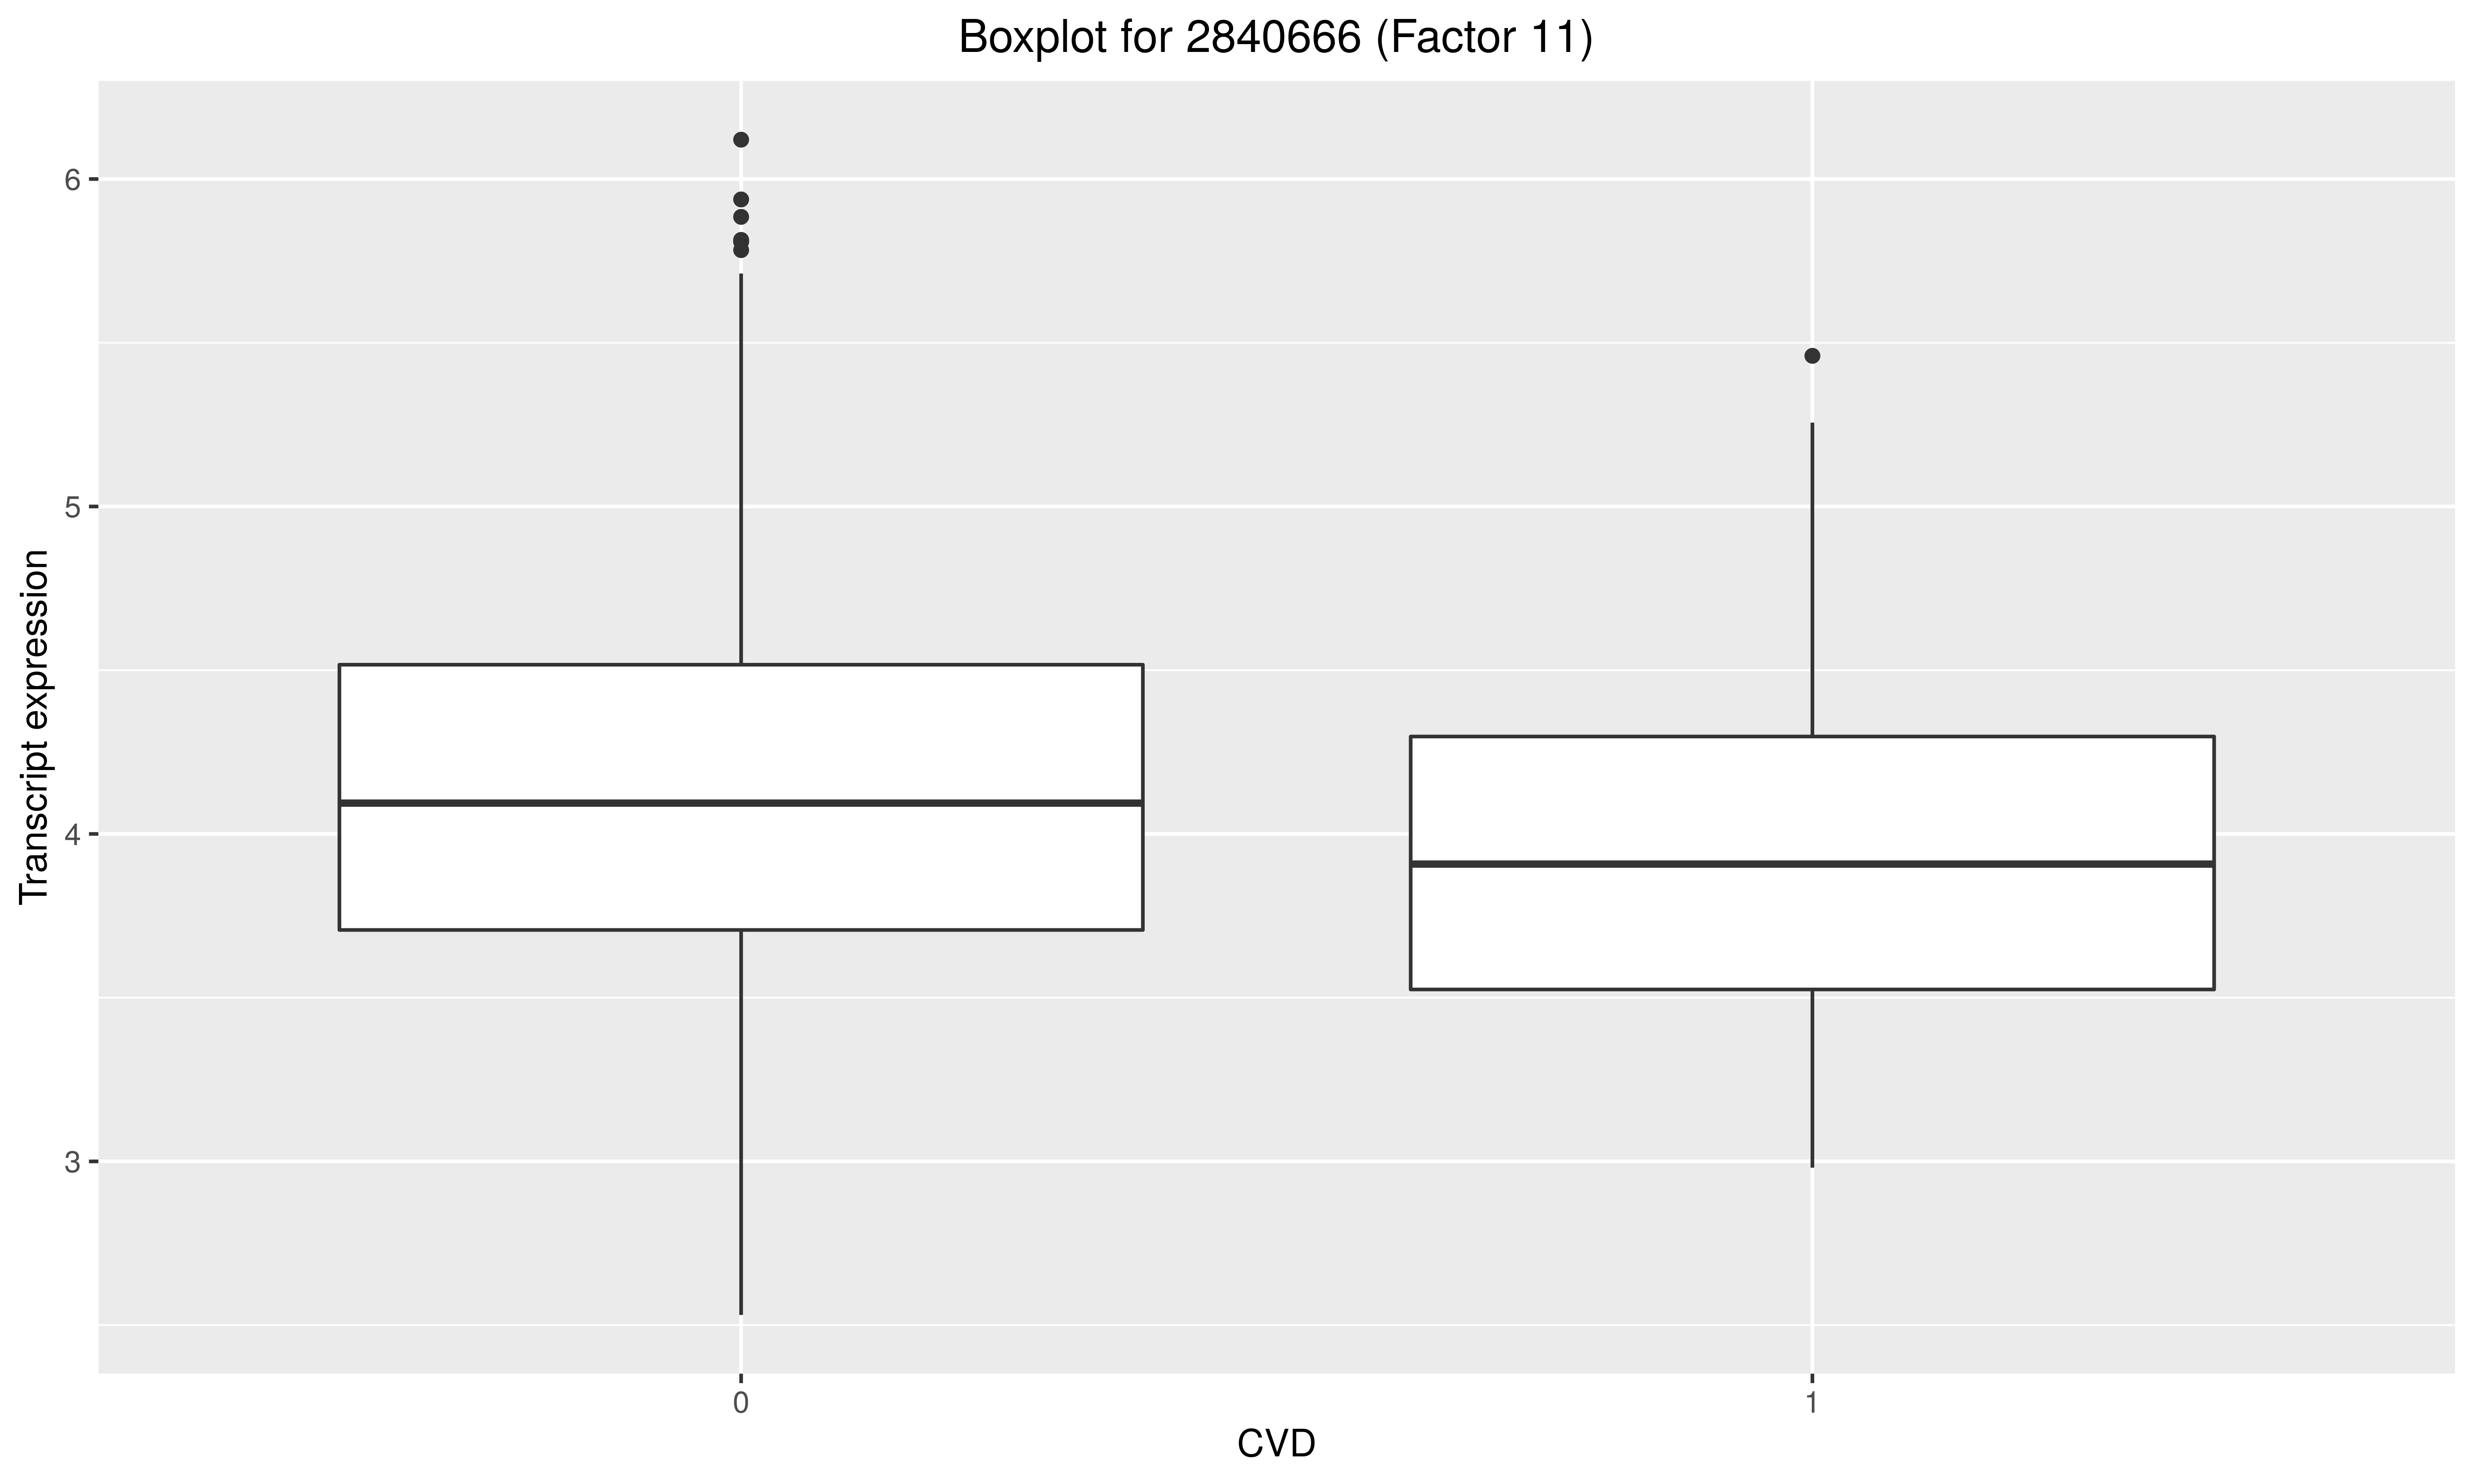 Boxplot for 2840666 (Factor 11)
Transcript expression
6
5
4
3
0
1
CVD